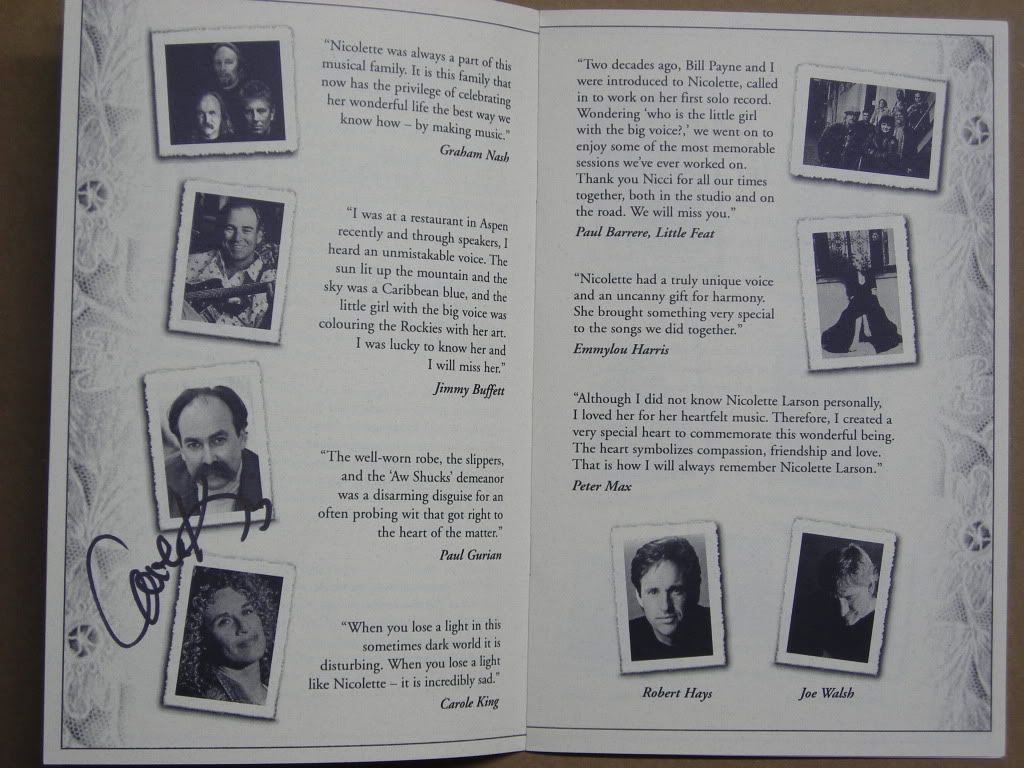 “Nicolette was always a part of this
musical family. It is this family that
now has the privilege of celebrating
her wonderful life the best way we
know how – by making music.”
Graham Nash
“I was at a restaurant in Aspen
recently and through speakers, I
heard an unmistakable voice. The
sun lit up the mountain and the
sky was a Caribbean blue, and the
little girl with the big voice was
colouring the Rockies with her art.
I was lucky to know her and
I will miss her.”
Jimmy Buffett
“The well-worn robe, the slippers,
and the ‘Aw Shucks’ demeanor
was a disarming disguise for an
often probing wit that got right to
the heart of the matter.”
Paul Gurian
Carole K
“When you lose a light in this
sometimes dark world it is
disturbing. When you lose a light
like Nicolette – it is incredibly sad.”
Carole King
“Two decades ago, Bill Payne and I
were introduced to Nicolette, called
in to work on her first solo record.
Wondering ‘who is the little girl
with the big voice?,’ we went on to
enjoy some of the most memorable
sessions we’ve ever worked on.
Thank you Nicci for all our times
together, both in the studio and on
the road. We will miss you.”
Paul Barrere, Little Feat
“Nicolette had a truly unique voice
and an uncanny gift for harmony.
She brought something very special
to the songs we did together.”
Emmylou Harris
“Although I did not know Nicolette Larson personally,
I loved her for her heartfelt music. Therefore, I created a
very special heart to commemorate this wonderful being.
The heart symbolizes compassion, friendship and love.
That is how I will always remember Nicolette Larson.”
Peter Max
Robert Hays
Joe Walsh